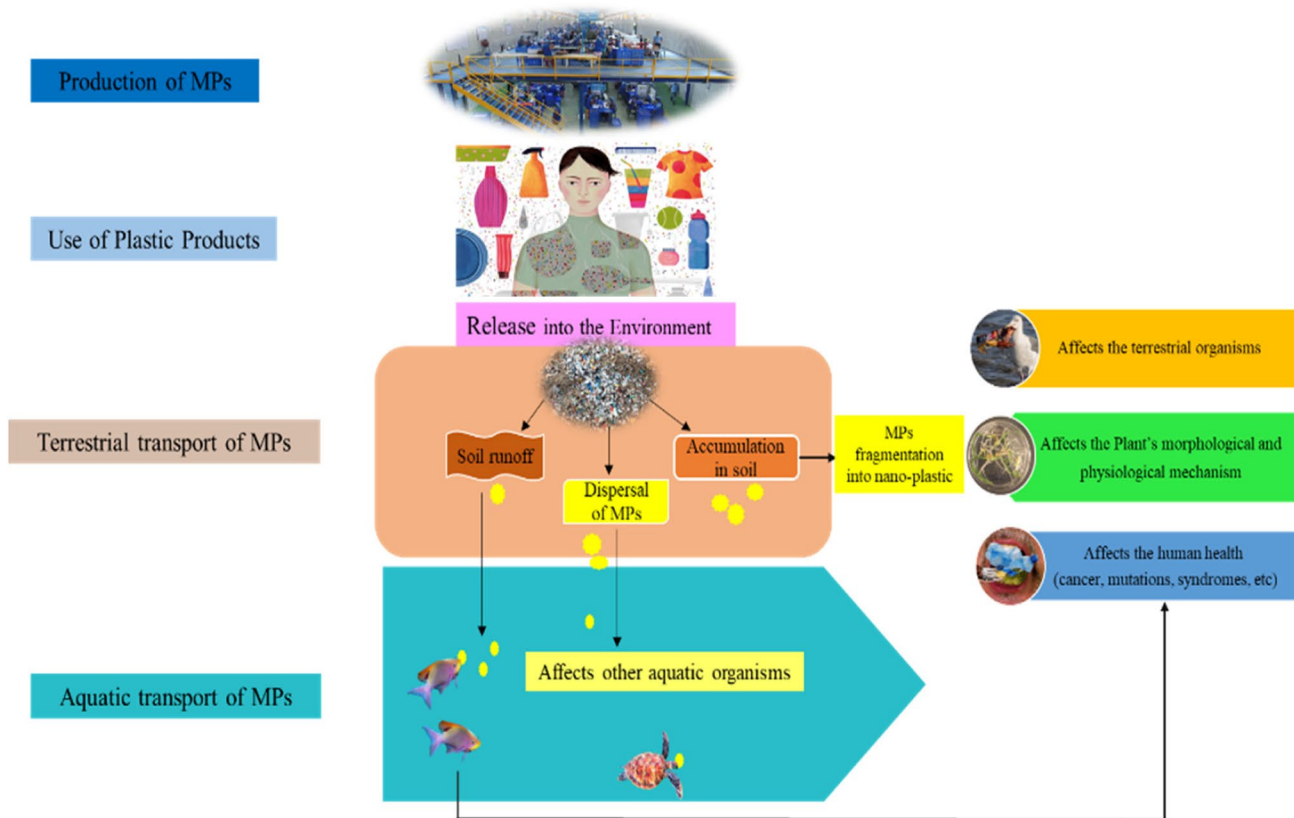 Production of MPs
Use of Plastic Products
Release into the Environment
Affects the terrestrial organisms
Terrestrial transport of MPs
Soil runoff
Accumulation
in soil
Dispersal
of MPs
MPs
fragmentation
into nano-plastic
Affects the Plant's morphological and
physiological mechanism
Affects the human health
(cancer, mutations, syndromes, etc)
Aquatic transport of MPs
Affects other aquatic organisms